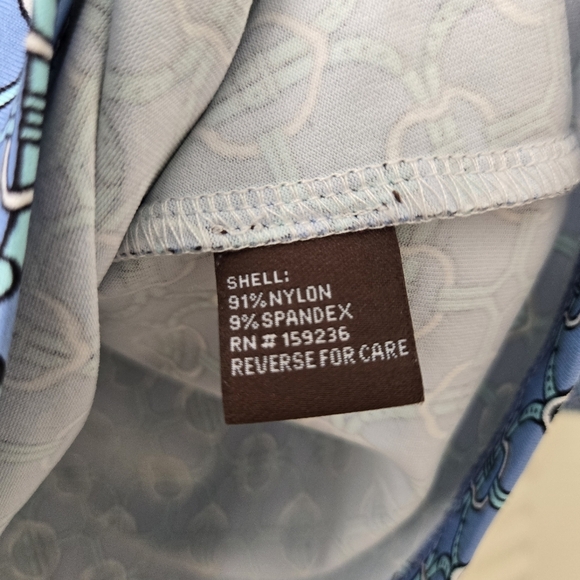 SHELL:
91%NYLON
9%SPANDEX
RN#159236
REVERSE FOR CARE